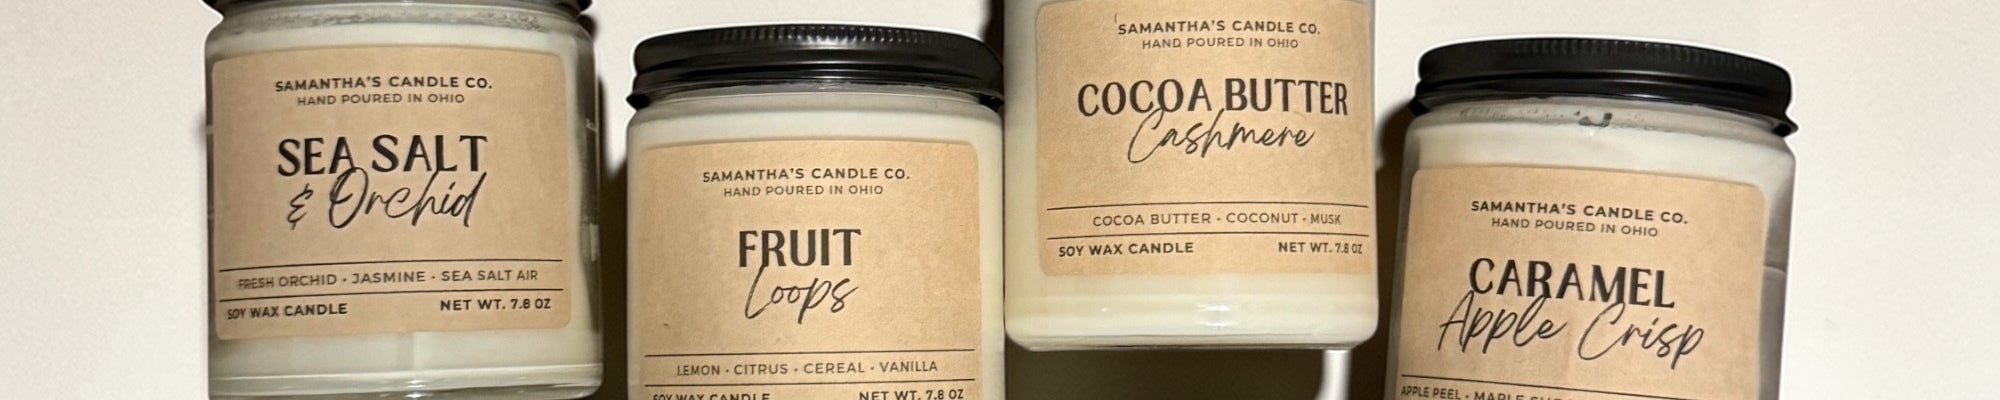 SAMANTHA'S CANDLE CO.
HAND POURED IN OHIO
SEA SALT
& Orchid
FRESH ORCHID • JASMINE • SEA SALT AIR
SOY WAX CANDLE NET WT. 7.8 OZ
SAMANTHA'S CANDLE CO.
HAND POURED IN OHIO
FRUIT
Loops
LEMON • CITRUS • CEREAL • VANILLA
SOY WAX CANDLE NET WT. 7.8 OZ
SAMANTHA'S CANDLE CO.
HAND POURED IN OHIO
COCOA BUTTER
Cashmere
COCOA BUTTER • COCONUT • MUSK
SOY WAX CANDLE NET WT. 7.8 OZ
SAMANTHA'S CANDLE CO.
HAND POURED IN OHIO
CARAMEL
Apple Crisp
APPLE PEEL • MAPLE